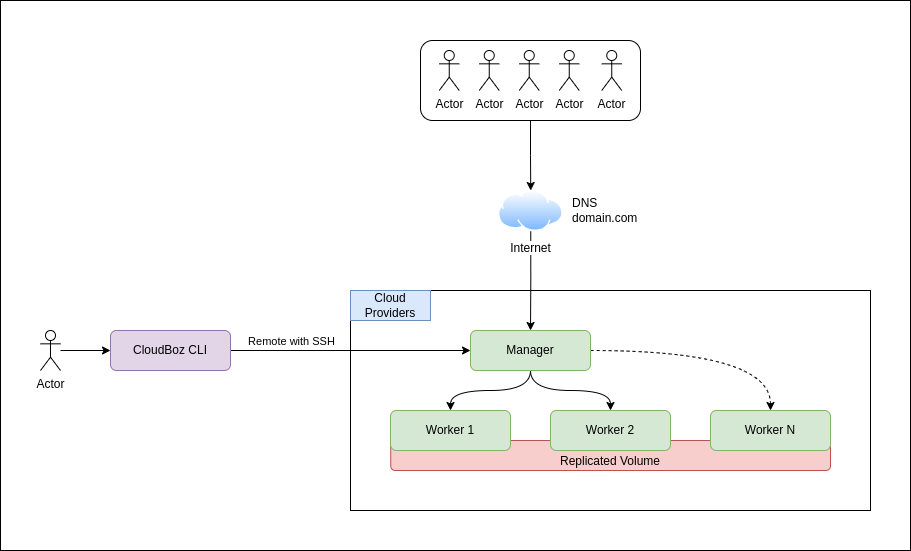 Actor Actor Actor Actor Actor
DNS
domain.com
Internet
Cloud
Providers
Remote with SSH
CloudBoz CLI
Manager
Actor
Worker 1
Worker 2
Worker N
Replicated Volume